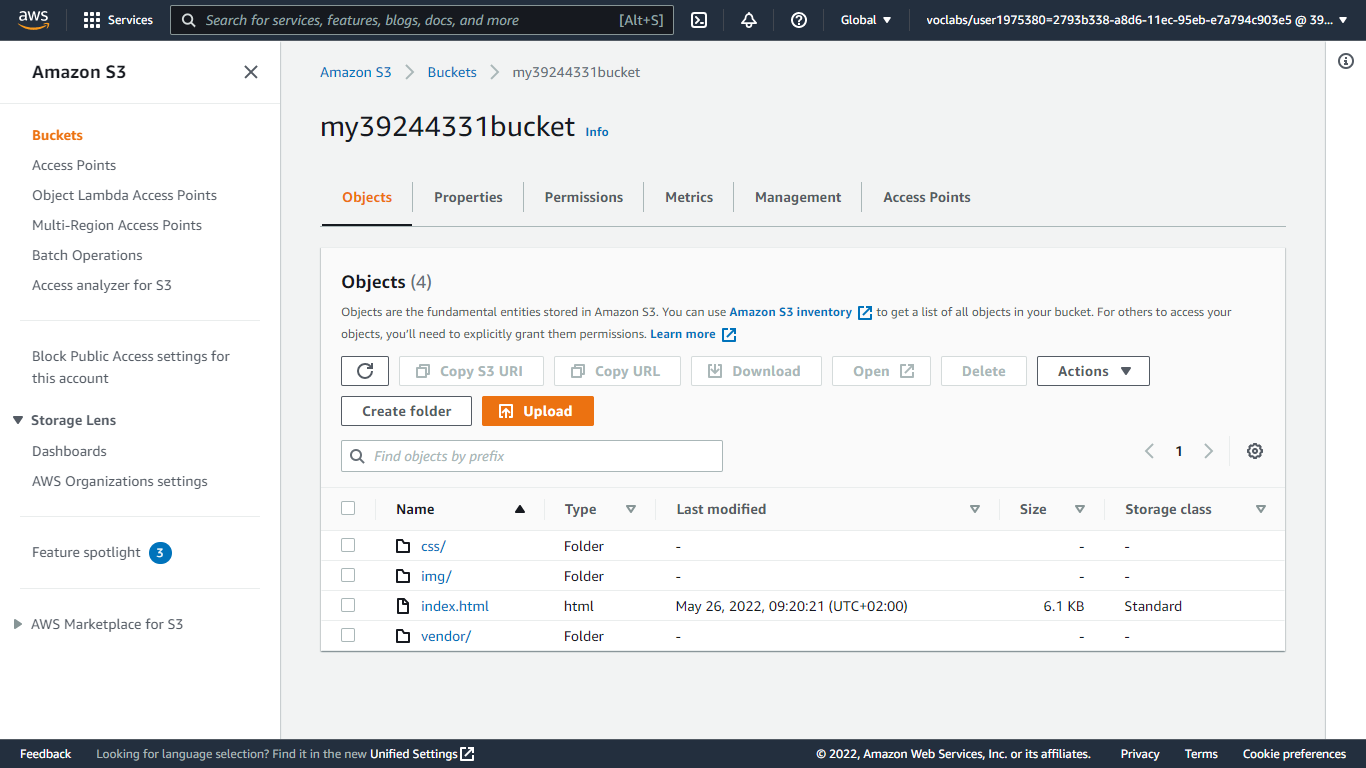 aws Services Search for services, features, blogs, docs, and more [Alt+S] Global voclabs/user1975380=2793b338-a8d6-11ec-95eb-e7a794c903e5 @ 39...
Amazon S3
Buckets
Access Points
Object Lambda Access Points
Multi-Region Access Points
Batch Operations
Access analyzer for S3
Block Public Access settings for
this account
Storage Lens
Dashboards
AWS Organizations settings
Feature spotlight 3
AWS Marketplace for S3
Amazon S3 Buckets my39244331bucket
my39244331bucket Info
Objects Properties Permissions Metrics Management Access Points
Objects (4)
Objects are the fundamental entities stored in Amazon S3. You can use Amazon S3 inventory to get a list of all objects in your bucket. For others to access your
objects, you'll need to explicitly grant them permissions. Learn more
Copy S3 URI Copy URL Download Open Delete Actions
Create folder Upload
Find objects by prefix 1
Name Type Last modified Size Storage class
css/ Folder - - -
img/ Folder - - -
index.html html May 26, 2022, 09:20:21 (UTC+02:00) 6.1 KB Standard
vendor/ Folder - - -
Feedback Looking for language selection? Find it in the new Unified Settings © 2022, Amazon Web Services, Inc. or its affiliates. Privacy Terms Cookie preferences